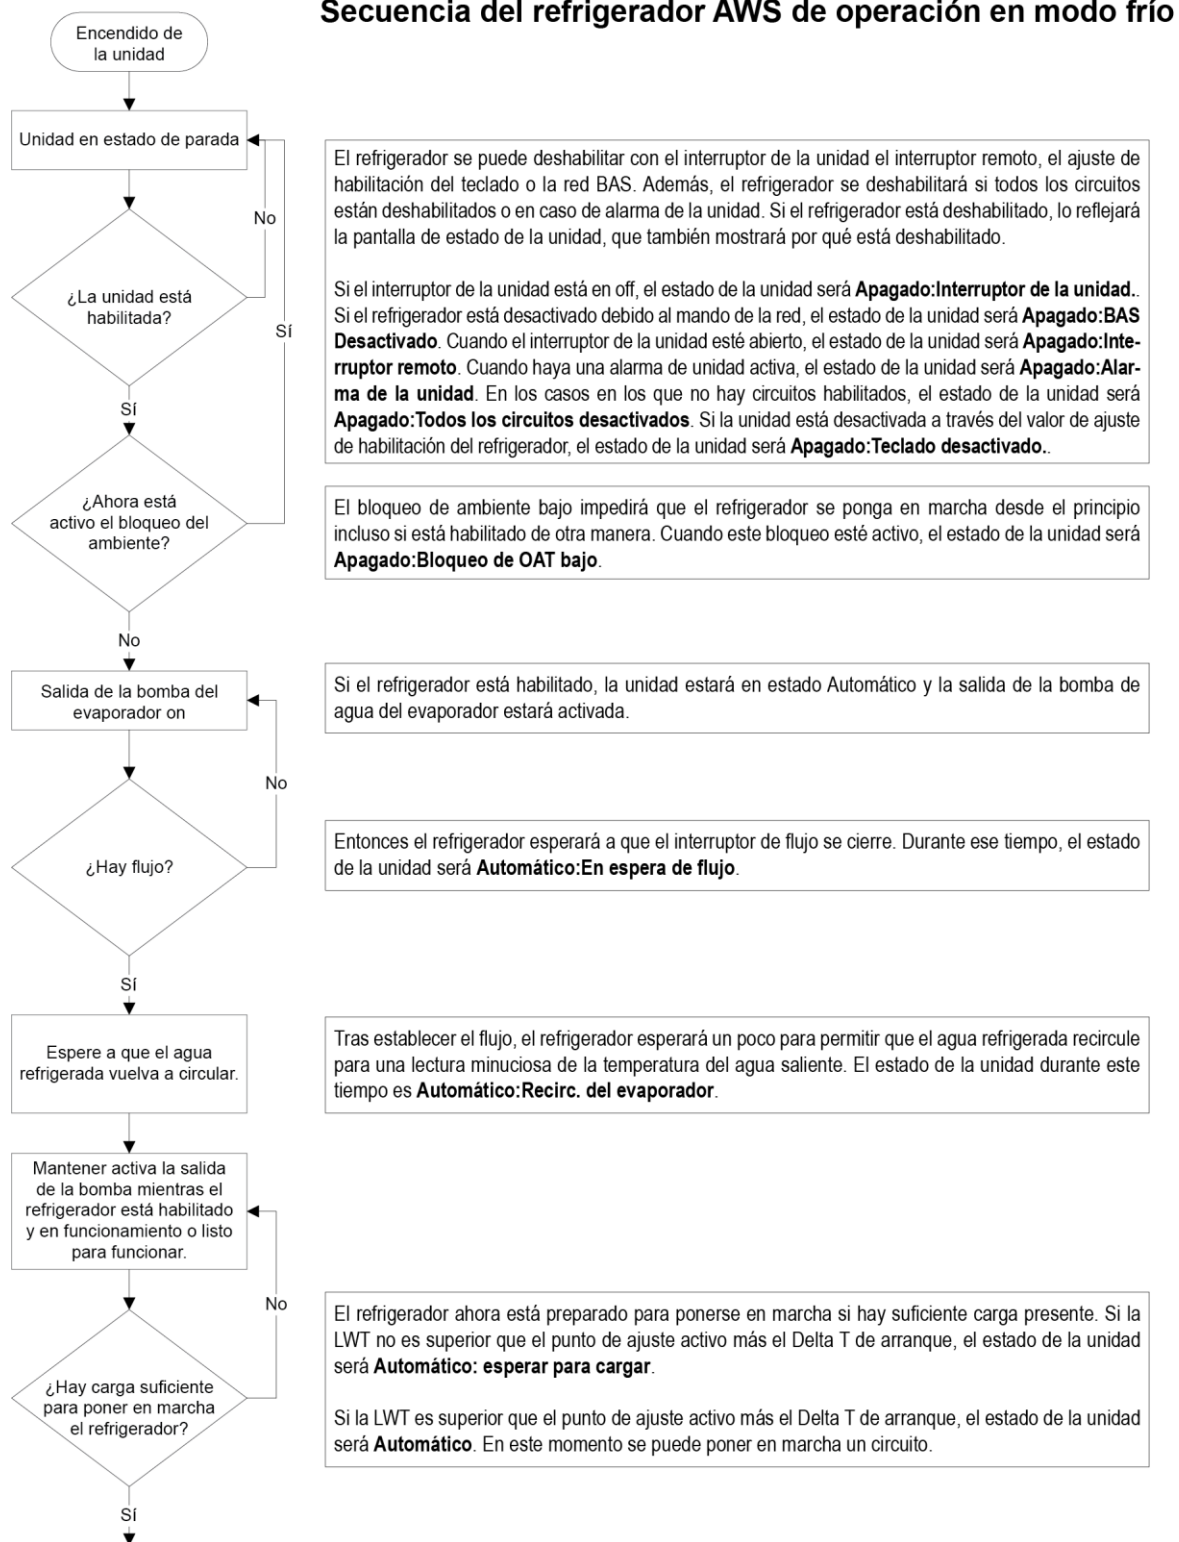 Secuencia del refrigerador AWS de operación en modo frío
Encendido de
la unidad
Unidad en estado de parada
El refrigerador se puede deshabilitar con el interruptor de la unidad el interruptor remoto, el ajuste de
habilitación del teclado o la red BAS. Además, el refrigerador se deshabilitará si todos los circuitos
están deshabilitados o en caso de alarma de la unidad. Si el refrigerador está deshabilitado, lo reflejará
la pantalla de estado de la unidad, que también mostrará por qué está deshabilitado.
Si el interruptor de la unidad está en off, el estado de la unidad será Apagado:Interruptor de la unidad..
Si el refrigerador está desactivado debido al mando de la red, el estado de la unidad será Apagado:BAS
Desactivado. Cuando el interruptor de la unidad esté abierto, el estado de la unidad será Apagado:Inte-
rruptor remoto. Cuando haya una alarma de unidad activa, el estado de la unidad será Apagado:Alar-
ma de la unidad. En los casos en los que no hay circuitos habilitados, el estado de la unidad será
Apagado:Todos los circuitos desactivados. Si la unidad está desactivada a través del valor de ajuste
de habilitación del refrigerador, el estado de la unidad será Apagado:Teclado desactivado..
No
¿La unidad está
habilitada?
Sí
Sí
¿Ahora está
activo el bloqueo del
ambiente?
El bloqueo de ambiente bajo impedirá que el refrigerador se ponga en marcha desde el principio
incluso si está habilitado de otra manera. Cuando este bloqueo esté activo, el estado de la unidad será
Apagado:Bloqueo de OAT bajo.
No
Salida de la bomba del
evaporador on
Si el refrigerador está habilitado, la unidad estará en estado Automático y la salida de la bomba de
agua del evaporador estará activada.
No
¿Hay flujo?
Entonces el refrigerador esperará a que el interruptor de flujo se cierre. Durante ese tiempo, el estado
de la unidad será Automático:En espera de flujo.
Sí
Espere a que el agua
refrigerada vuelva a circular.
Tras establecer el flujo, el refrigerador esperará un poco para permitir que el agua refrigerada recircule
para una lectura minuciosa de la temperatura del agua saliente. El estado de la unidad durante este
tiempo es Automático:Recirc. del evaporador.
Mantener activa la salida
de la bomba mientras el
refrigerador está habilitado
y en funcionamiento o listo
para funcionar.
No
¿Hay carga suficiente
para poner en marcha
el refrigerador?
El refrigerador ahora está preparado para ponerse en marcha si hay suficiente carga presente. Si la
LWT no es superior que el punto de ajuste activo más el Delta T de arranque, el estado de la unidad
será Automático: esperar para cargar.
Si la LWT es superior que el punto de ajuste activo más el Delta T de arranque, el estado de la unidad
será Automático. En este momento se puede poner en marcha un circuito.
Sí